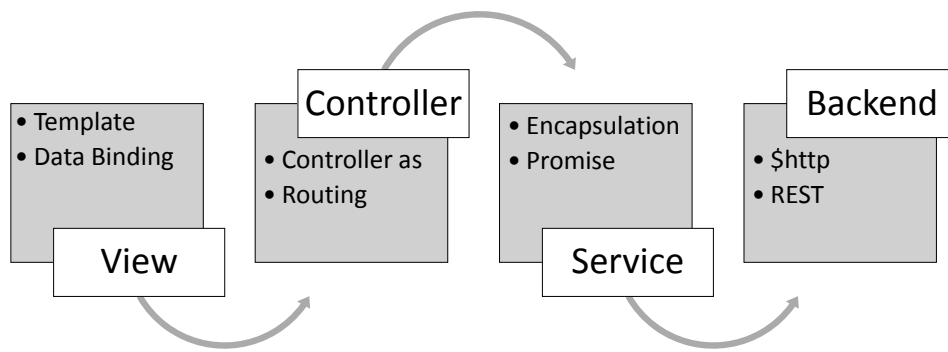 • Template
• Data Binding
View
Controller
• Controller as
• Routing
• Encapsulation
• Promise
Service
Backend
• $http
• REST